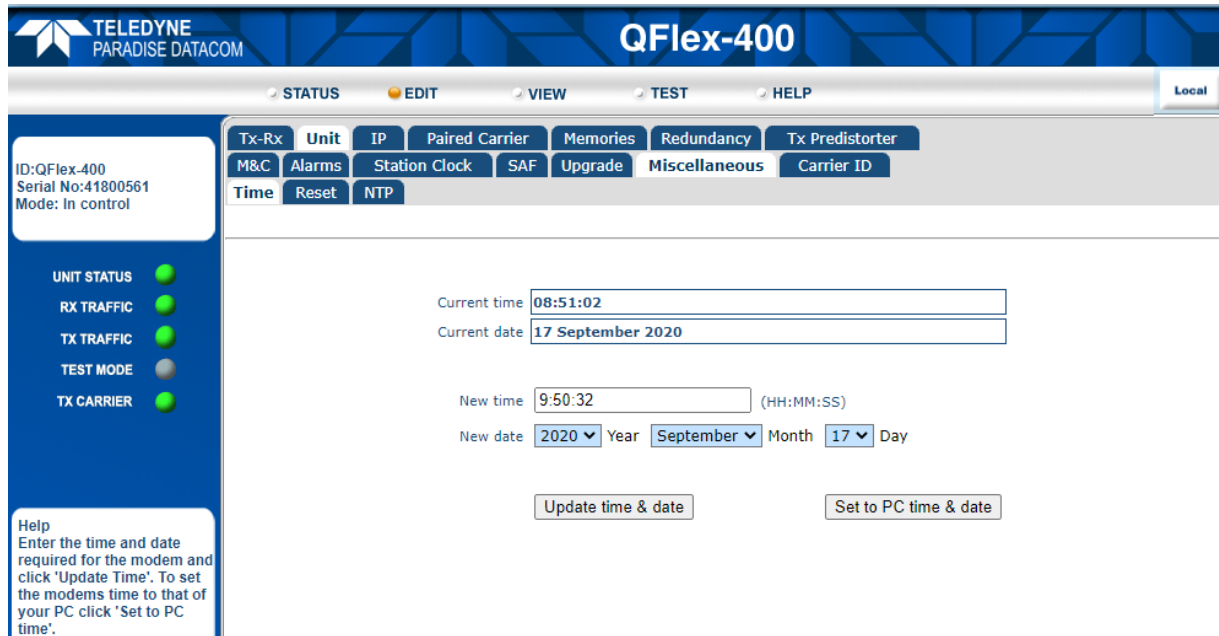 TELEDYNE
PARADISE DATACOM
QFlex-400
STATUS EDIT VIEW TEST HELP
Local
Tx-Rx Unit IP Paired Carrier Memories Redundancy Tx Predistorter
M&C Alarms Station Clock SAF Upgrade Miscellaneous Carrier ID
Time Reset NTP
ID:QFlex-400
Serial No:41800561
Mode: In control
UNIT STATUS
RX TRAFFIC
TX TRAFFIC
TEST MODE
TX CARRIER
Current time 08:51:02
Current date 17 September 2020
New time 9:50:32 (HH:MM:SS)
New date 2020 Year September Month 17 Day
Update time & date Set to PC time & date
Help
Enter the time and date
required for the modem and
click 'Update Time'. To set
the modems time to that of
your PC click 'Set to PC
time'.